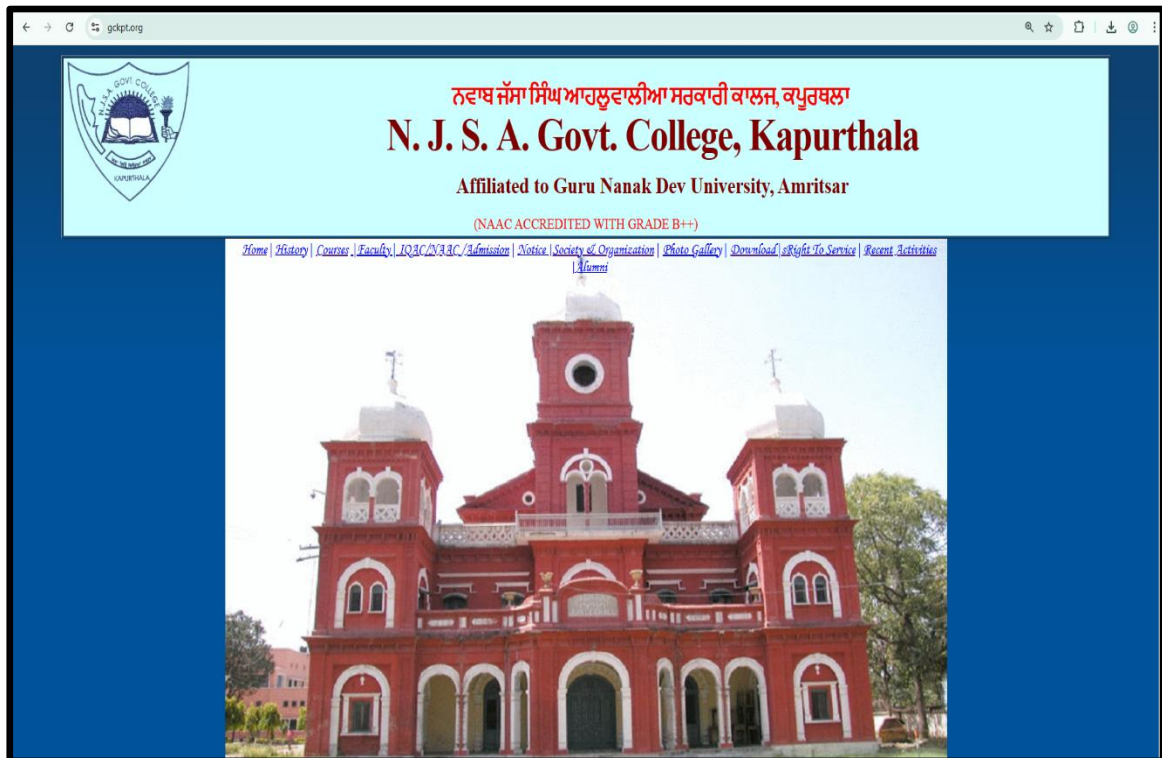 gckpt.org
N.J.S.A. GOVT COLLEGE
KAPURTHALA
ਨਵਾਬ ਜੱਸਾ ਸਿੰਘ ਆਹਲੂਵਾਲੀਆ ਸਰਕਾਰੀ ਕਾਲਜ, ਕਪੂਰਥਲਾ
N. J. S. A. Govt. College, Kapurthala
Affiliated to Guru Nanak Dev University, Amritsar
(NAAC ACCREDITED WITH GRADE B++)
Home | History | Courses | Faculty | IQAC/NAAC /Admission | Notice | Society & Organization | Photo Gallery | Download |sRight To Service | Recent Activities
| Alumni